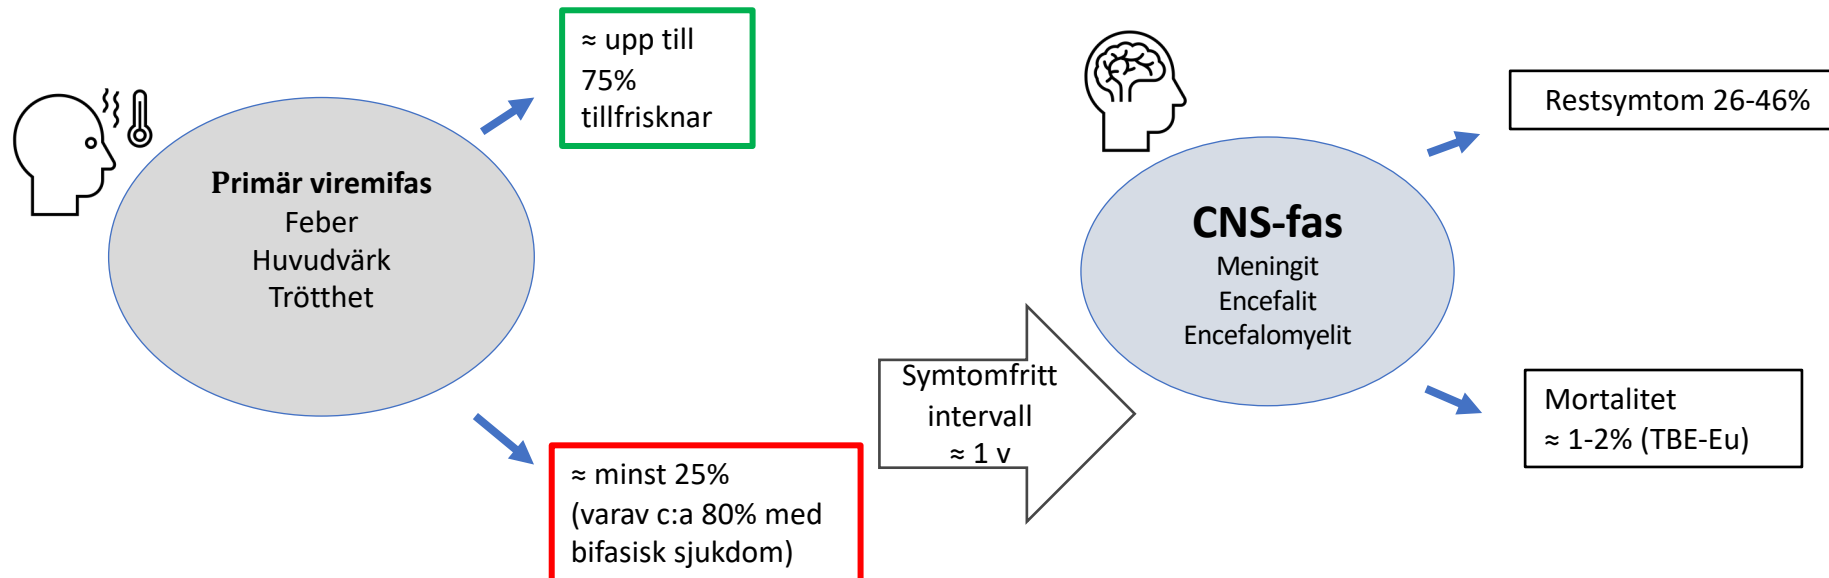 ≈ upp till
75%
tillfrisknar
Primär viremifas
Feber
Huvudvärk
Trötthet
≈ minst 25%
(varav c:a 80% med
bifasisk sjukdom)
Symtomfritt
intervall
≈ 1 v
CNS-fas
Meningit
Encefalit
Encefalomyelit
Restsymtom 26-46%
Mortalitet
≈ 1-2% (TBE-Eu)